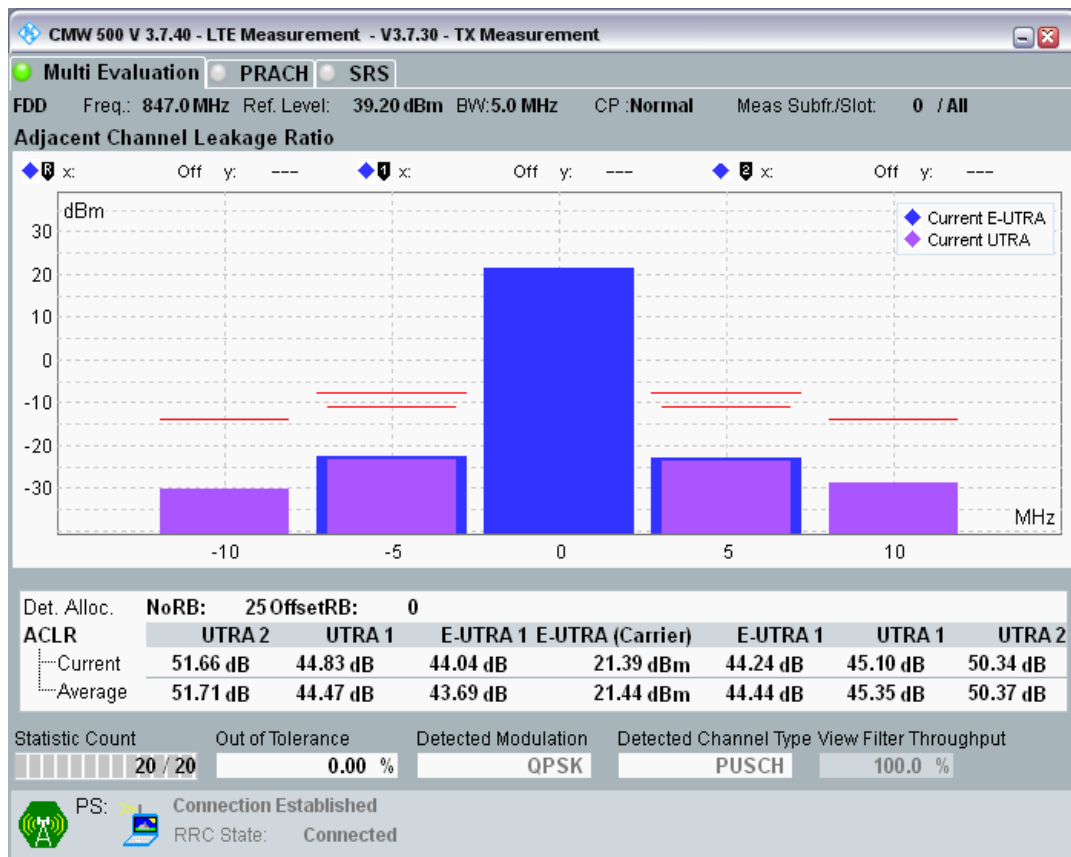 CMW 500 V 3.7.40 - LTE Measurement - V3.7.30 - TX Measurement
Multi Evaluation PRACH SRS
FDD Freq.: 847.0 MHz Ref. Level: 39.20 dBm BW:5.0 MHz CP :Normal Meas Subfr./Slot: 0 / All
Adjacent Channel Leakage Ratio
R x: Off y: --- 1 x: Off y: --- 2 x: Off y: ---
dBm
Current E-UTRA
Current UTRA
30
20
10
0
-10
-20
-30
MHz
-10 -5 0 5 10
Det. Alloc. NoRB: 25 OffsetRB: 0
ACLR UTRA 2 UTRA 1 E-UTRA 1 E-UTRA (Carrier) E-UTRA 1 UTRA 1 UTRA 2
Current 51.66 dB 44.83 dB 44.04 dB 21.39 dBm 44.24 dB 45.10 dB 50.34 dB
Average 51.71 dB 44.47 dB 43.69 dB 21.44 dBm 44.44 dB 45.35 dB 50.37 dB
Statistic Count Out of Tolerance Detected Modulation Detected Channel Type View Filter Throughput
20 / 20 0.00 % QPSK PUSCH 100.0 %
PS: Connection Established
RRC State: Connected